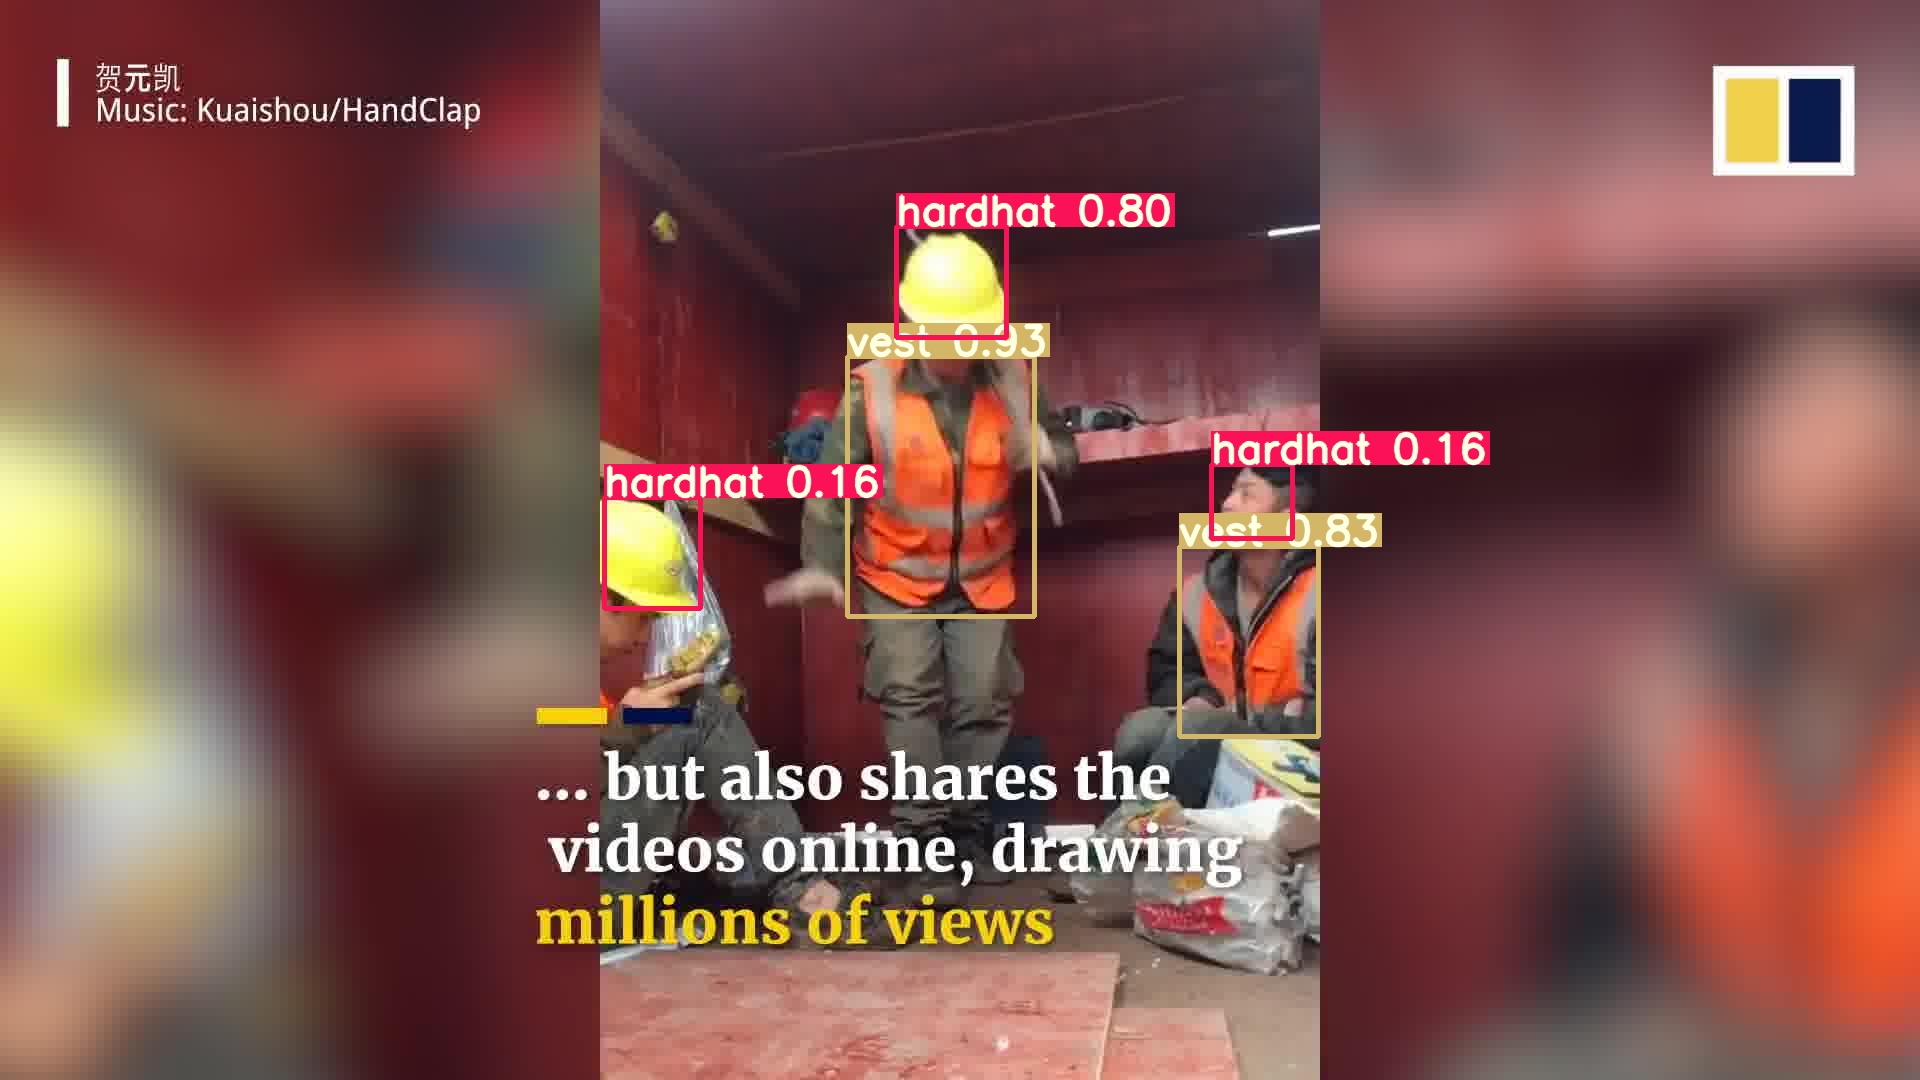 贺元凯
Music: Kuaishou/HandClap
hardhat 0.80
vest 0.93
hardhat 0.16
hardhat 0.16
vest 0.83
... but also shares the
videos online, drawing
millions of views